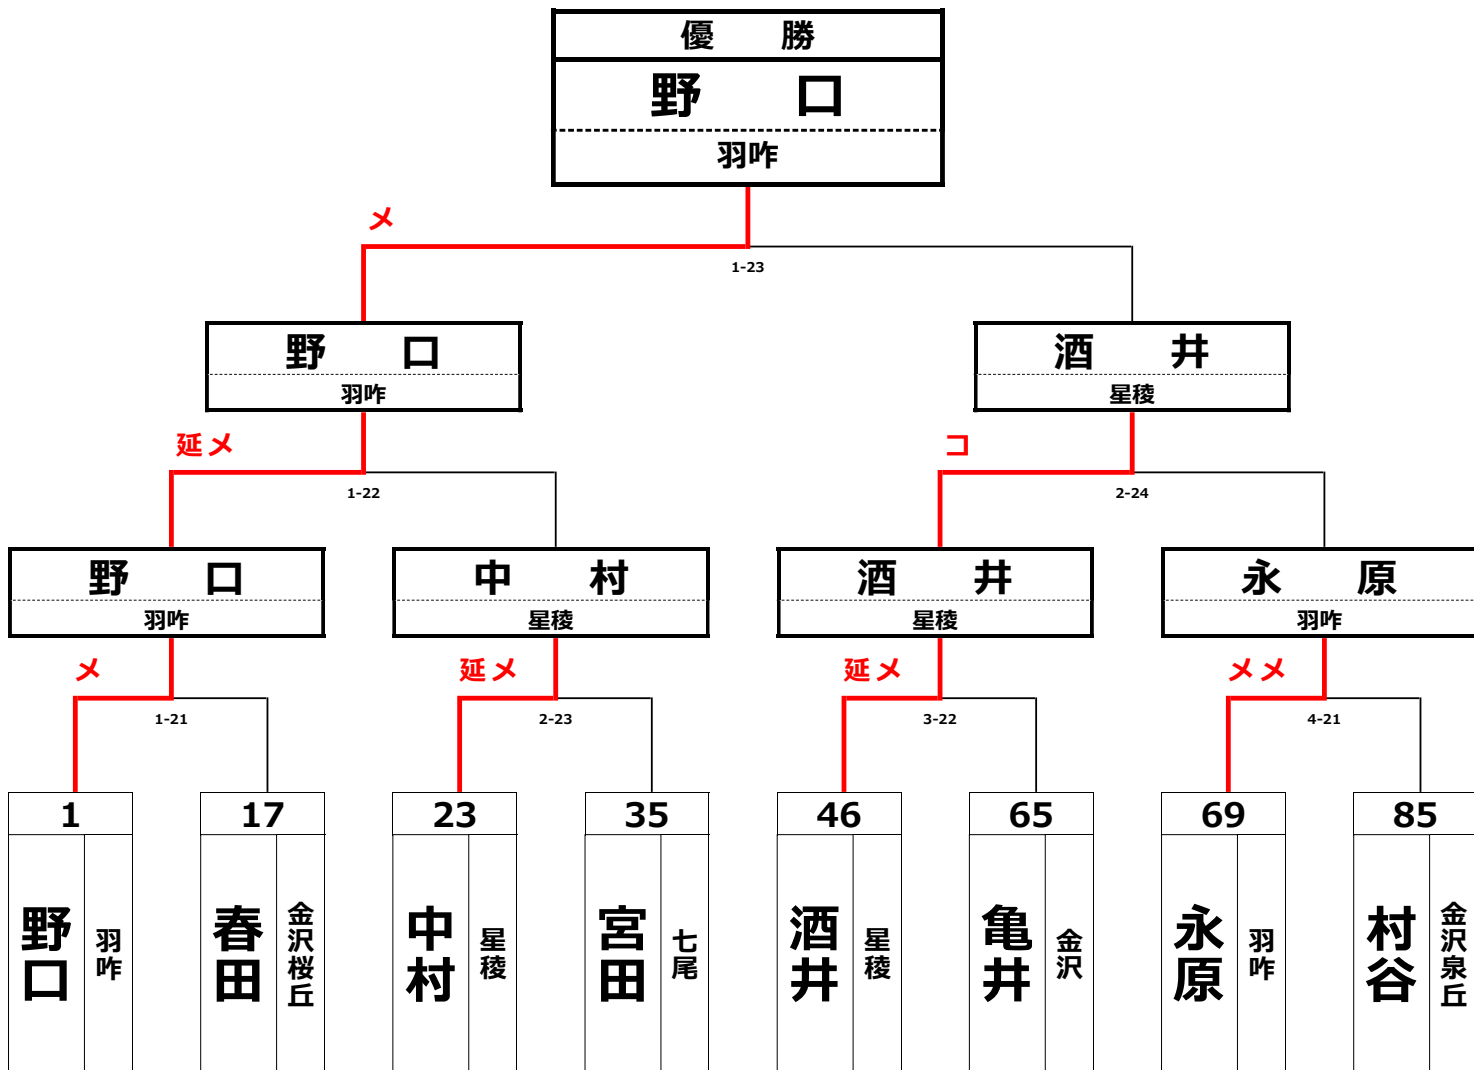 優　勝
野　口
羽咋
メ
1-23
野　口
羽咋
酒　井
星稜
延メ
コ
1-22
2-24
野　口
羽咋
中　村
星稜
酒　井
星稜
永　原
羽咋
メ
延メ
延メ
メメ
1-21
2-23
3-22
4-21
1
17
23
35
46
65
69
85
野口
羽咋
春田
金沢桜丘
中村
星稜
宮田
七尾
酒井
星稜
亀井
金沢
永原
羽咋
村谷
金沢泉丘